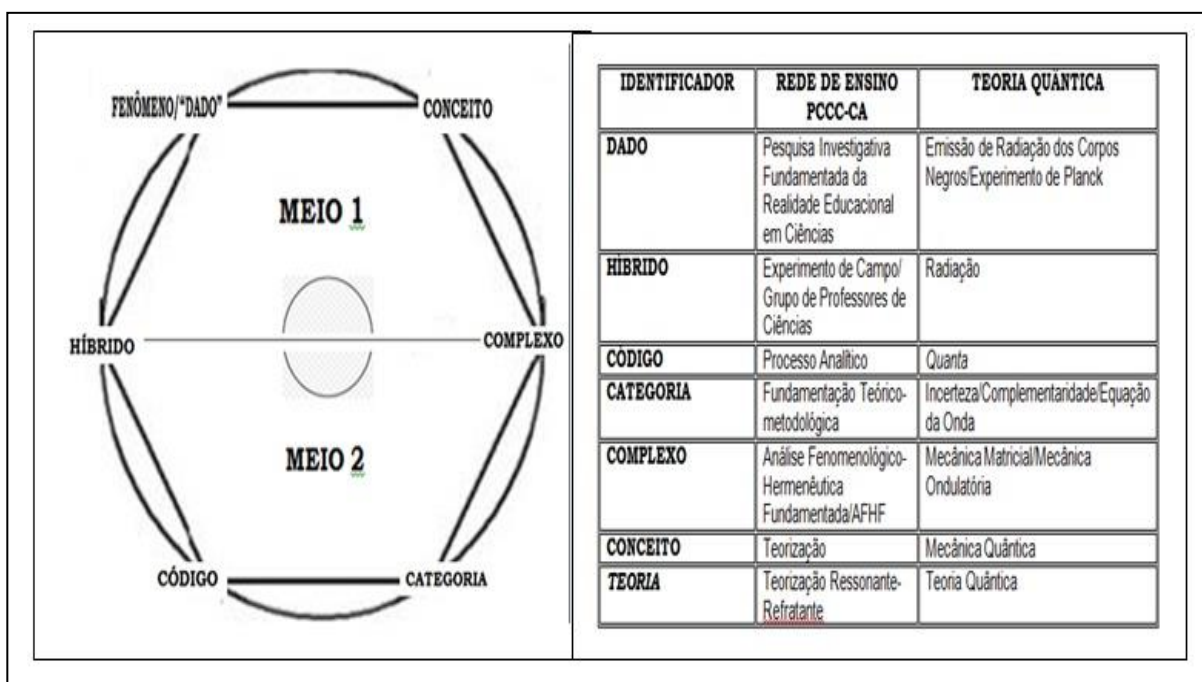 FENÔMENO/"DADO"
CONCEITO
MEIO 1
HÍBRIDO
COMPLEXO
MEIO 2
CÓDIGO
CATEGORIA
IDENTIFICADOR
REDE DE ENSINO
PCCC-CA
TEORIA QUÂNTICA
DADO
Pesquisa Investigativa
Fundamentada da
Realidade Educacional
em Ciências
Emissão de Radiação dos Corpos
Negros/Experimento de Planck
HÍBRIDO
Experimento de Campo/
Grupo de Professores de
Ciências
Radiação
CÓDIGO
Processo Analítico
Quanta
CATEGORIA
Fundamentação Teórico-
metodológica
Incerteza/Complementaridade/Equação
da Onda
COMPLEXO
Análise Fenomenológico-
Hermenêutica
Fundamentada/AFHF
Mecânica Matricial/Mecânica
Ondulatória
CONCEITO
Teorização
Mecânica Quântica
TEORIA
Teorização Ressonante-
Refratante
Teoria Quântica